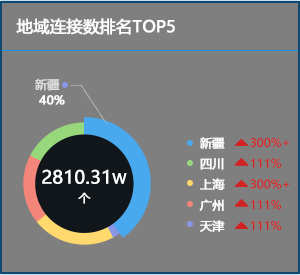 地域连接数排名TOP5
新疆
40%
2810.31w
个
新疆 300%+
四川 111%
上海 300%+
广州 111%
天津 111%